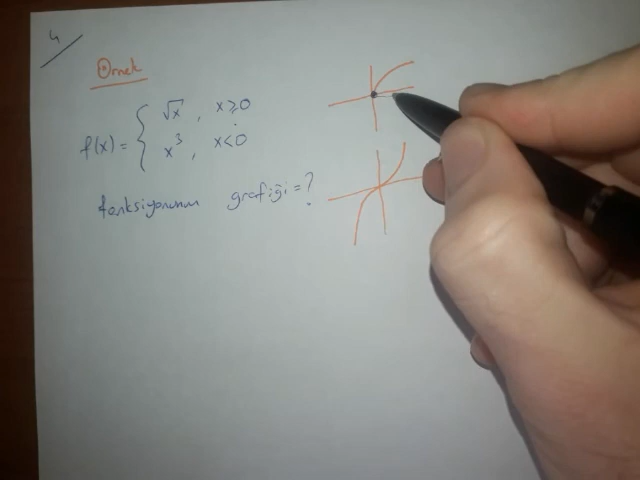 4
Örnek
f(x) = { √x , x ≥ 0
x³ , x < 0
fonksiyonunun grafiği = ?